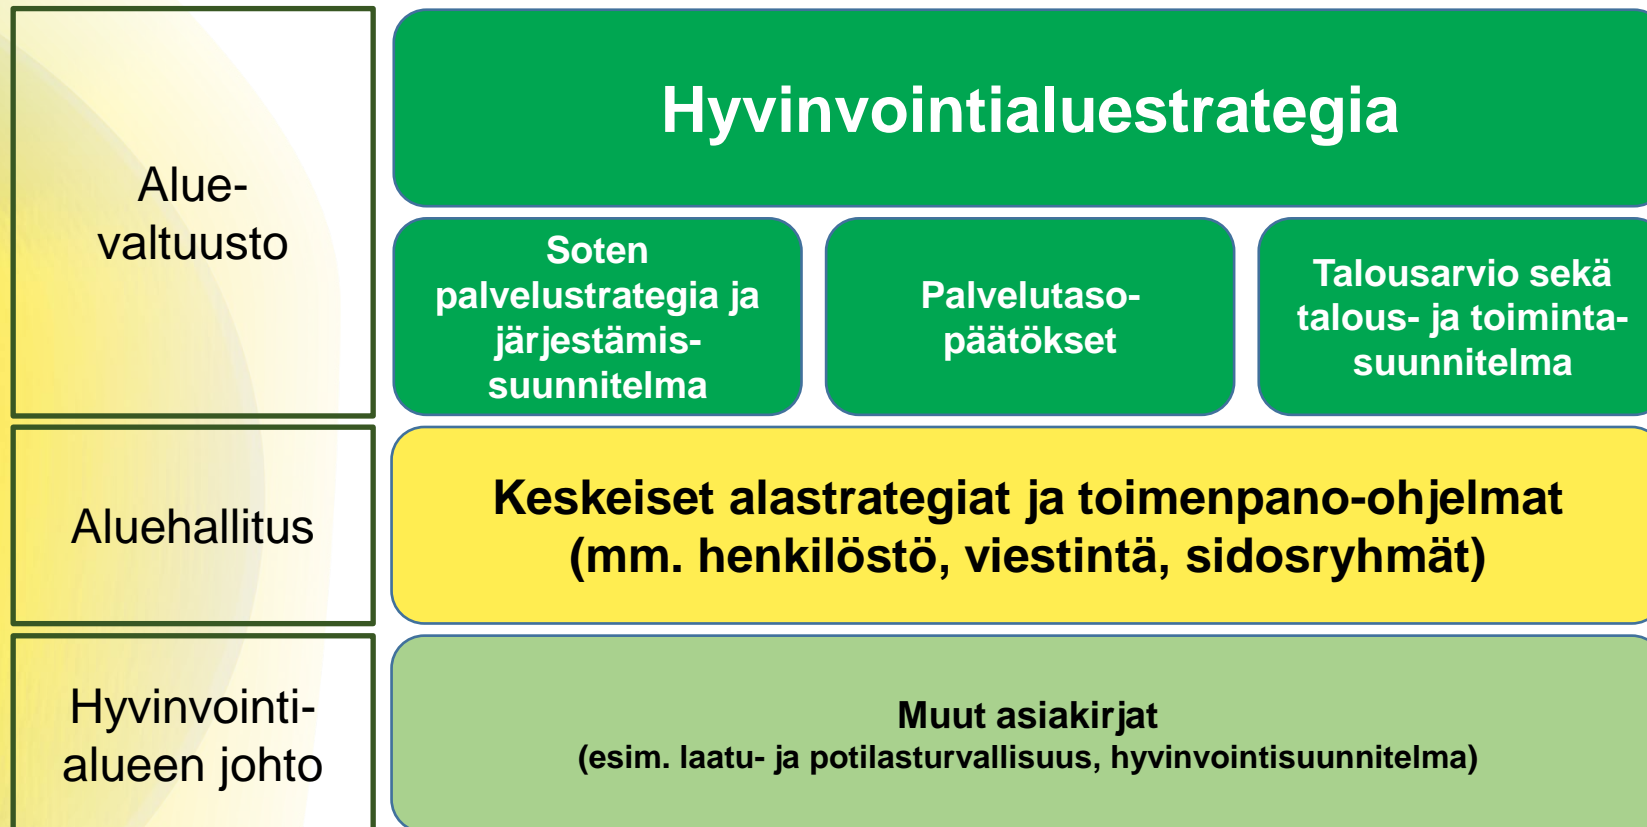 Alue-
valtuusto
Hyvinvointialuestrategia
Soten
palvelustrategia ja
järjestämis-
suunnitelma
Palvelutaso-
päätökset
Talousarvio sekä
talous- ja toiminta-
suunnitelma
Aluehallitus
Keskeiset alastrategiat ja toimenpano-ohjelmat
(mm. henkilöstö, viestintä, sidosryhmät)
Hyvinvointi-
alueen johto
Muut asiakirjat
(esim. laatu- ja potilasturvallisuus, hyvinvointisuunnitelma)